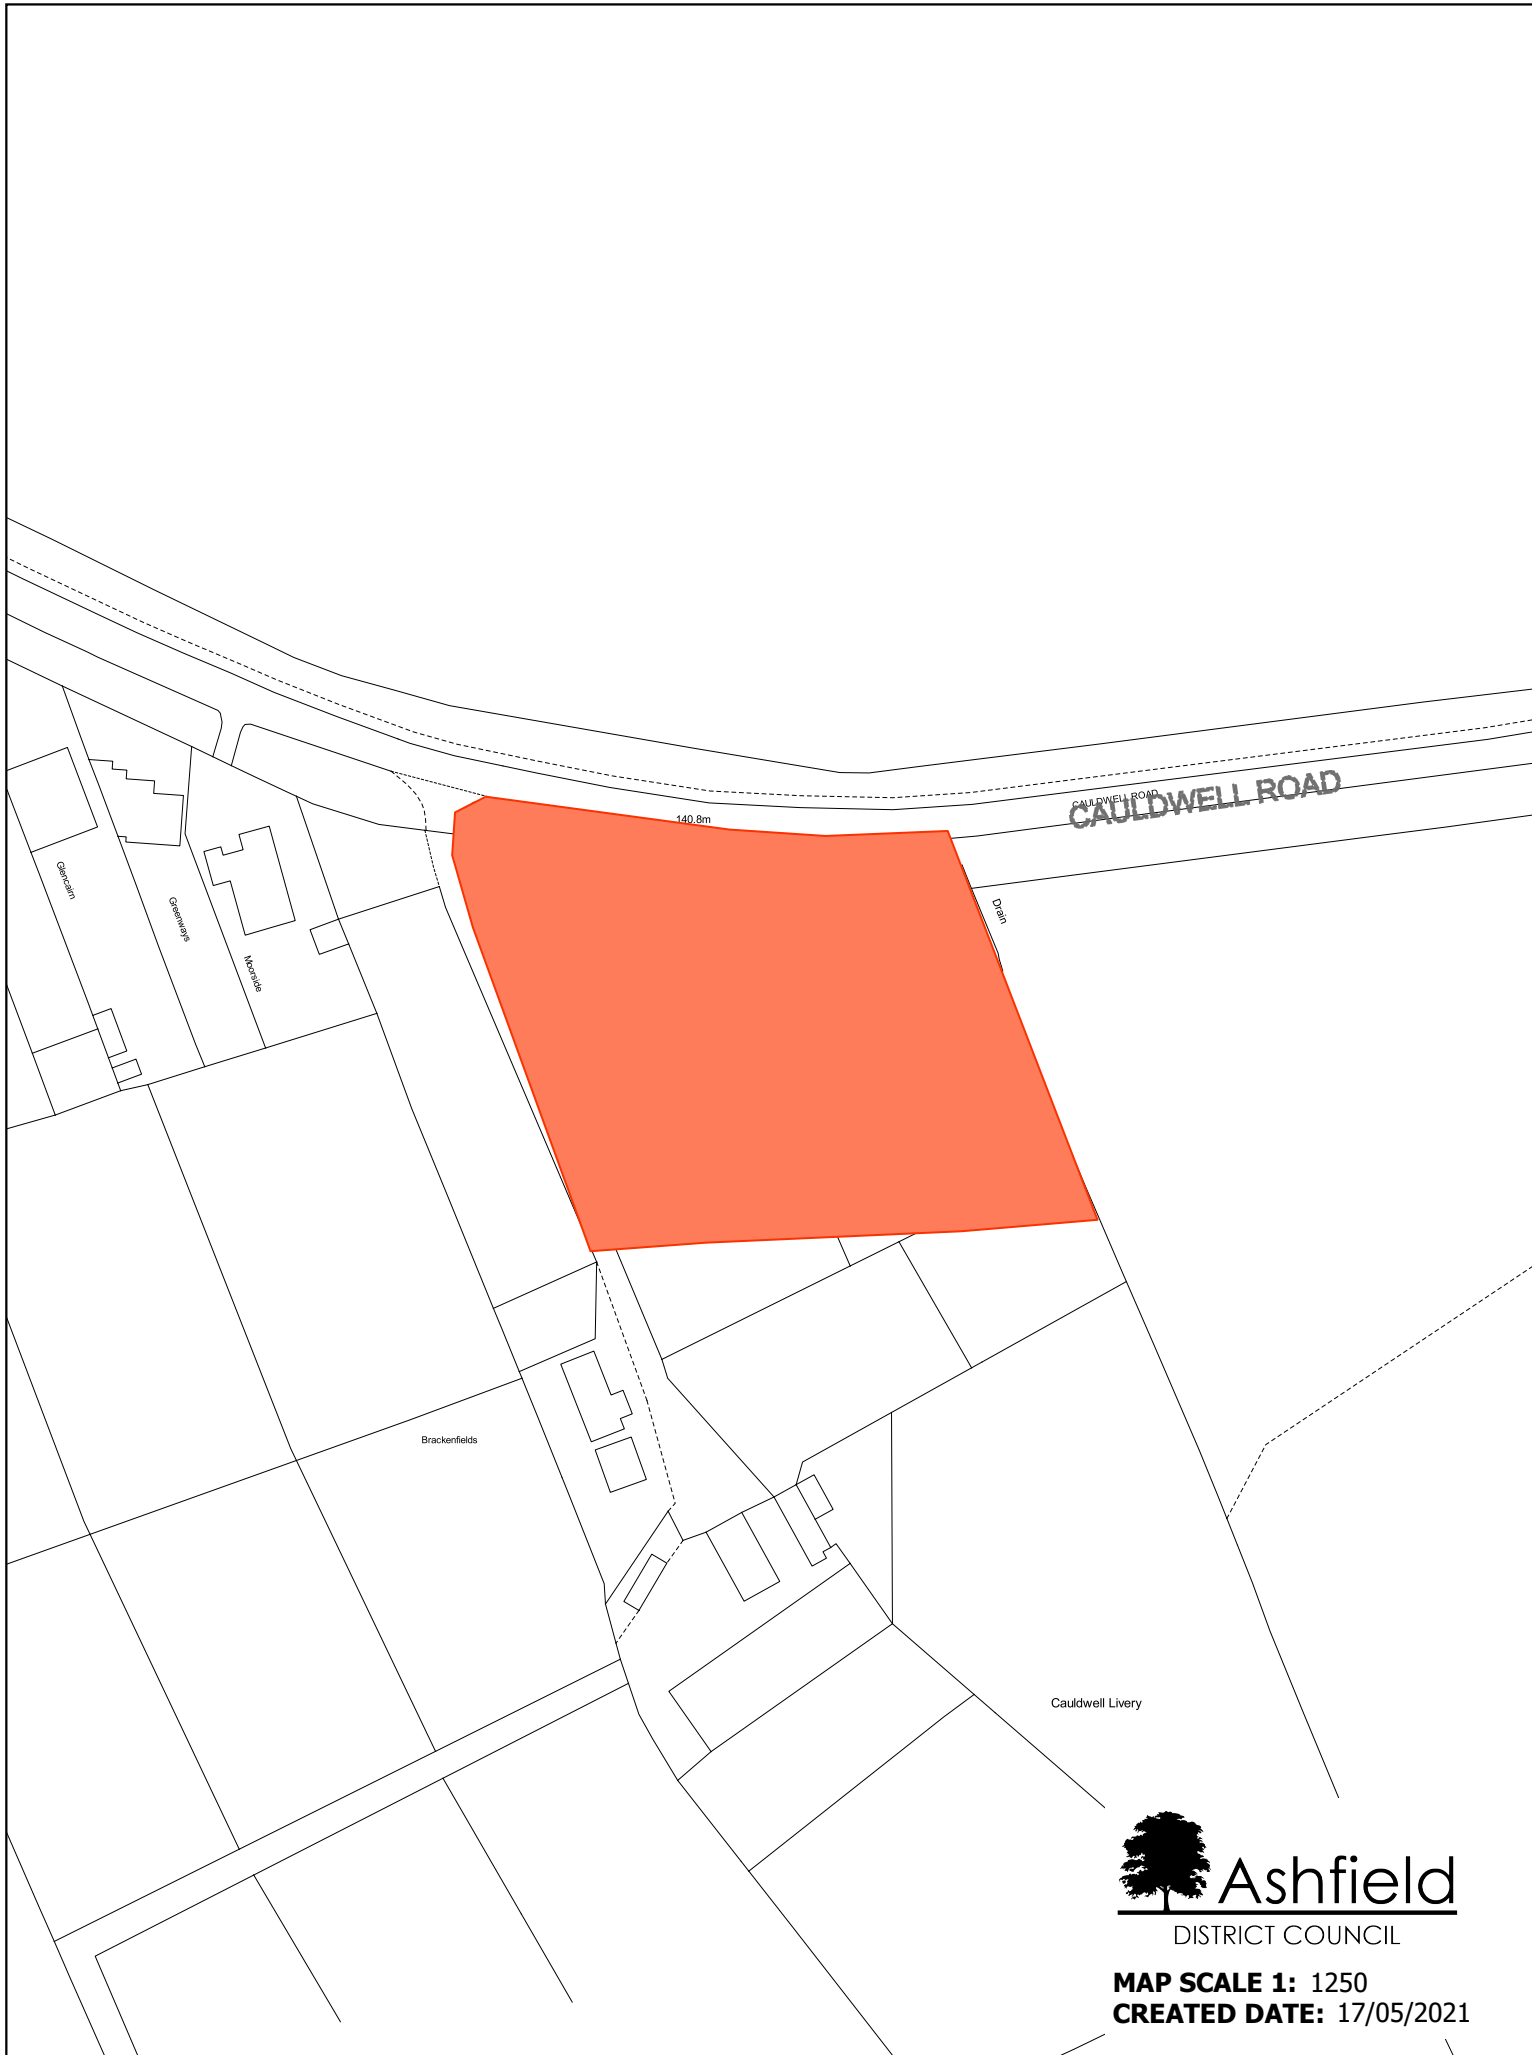 CAULDWELL ROAD
CAULDWELL ROAD
140.8m
Glencairn
Greenways
Moorside
Drain
Brackenfields
Cauldwell Livery
Ashfield
DISTRICT COUNCIL
MAP SCALE 1: 1250
CREATED DATE: 17/05/2021